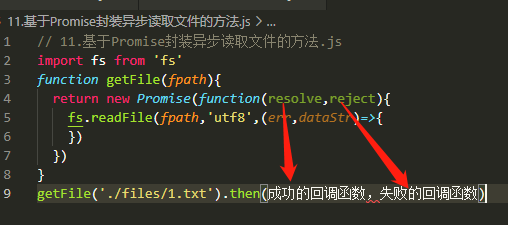 11.基于Promise封装异步读取文件的方法.js > ...
1 // 11.基于Promise封装异步读取文件的方法.js
2 import fs from 'fs'
3 function getFile(fpath){
4 return new Promise(function(resolve,reject){
5 fs.readFile(fpath,'utf8',(err,dataStr)=>{
6 })
7 })
8 }
9 getFile('./files/1.txt').then(成功的回调函数，失败的回调函数)